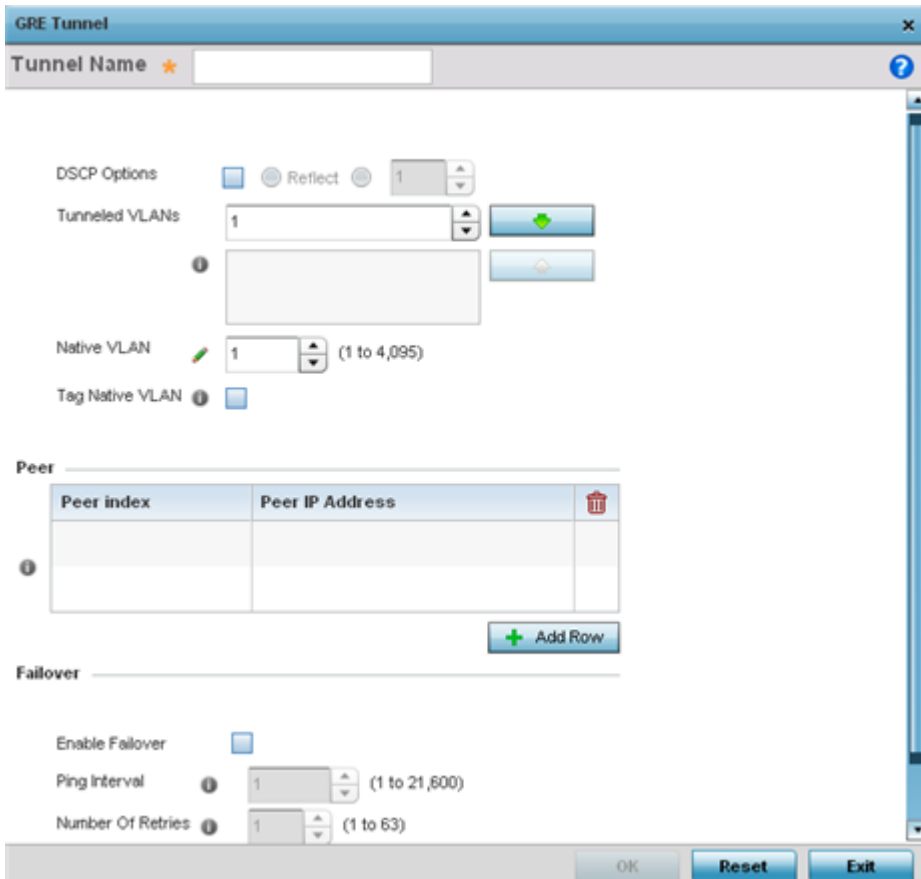 GRE Tunnel
Tunnel Name *
DSCP Options Reflect 1
Tunneled VLANs 1
Native VLAN 1 (1 to 4,095)
Tag Native VLAN
Peer
Peer index Peer IP Address
Add Row
Failover
Enable Failover
Ping Interval 1 (1 to 21,600)
Number Of Retries 1 (1 to 63)
OK Reset Exit